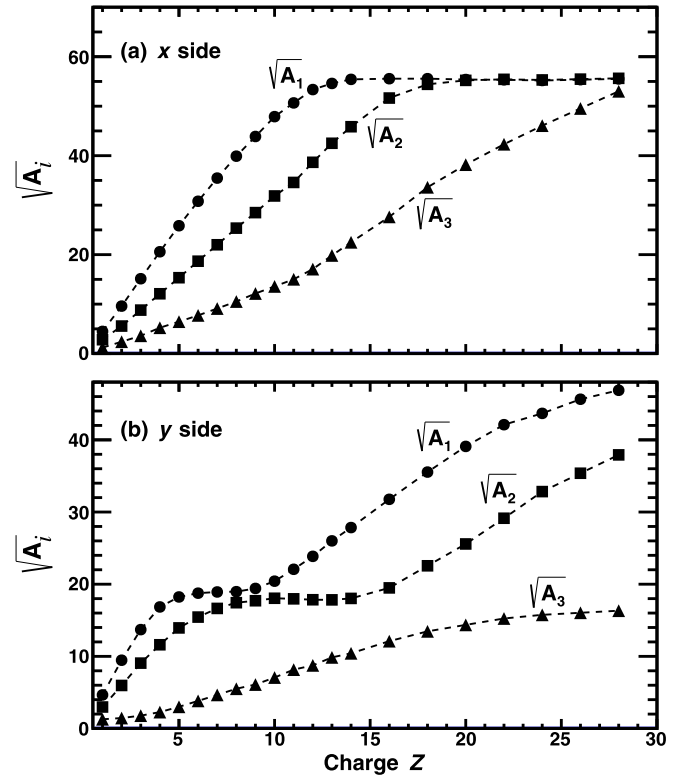 (a) x side
60
40
20
0
√A₁
√A₂
√A₃
√Aᵢ
(b) y side
40
30
20
10
0
√A₁
√A₂
√A₃
√Aᵢ
5 10 15 20 25 30
Charge Z